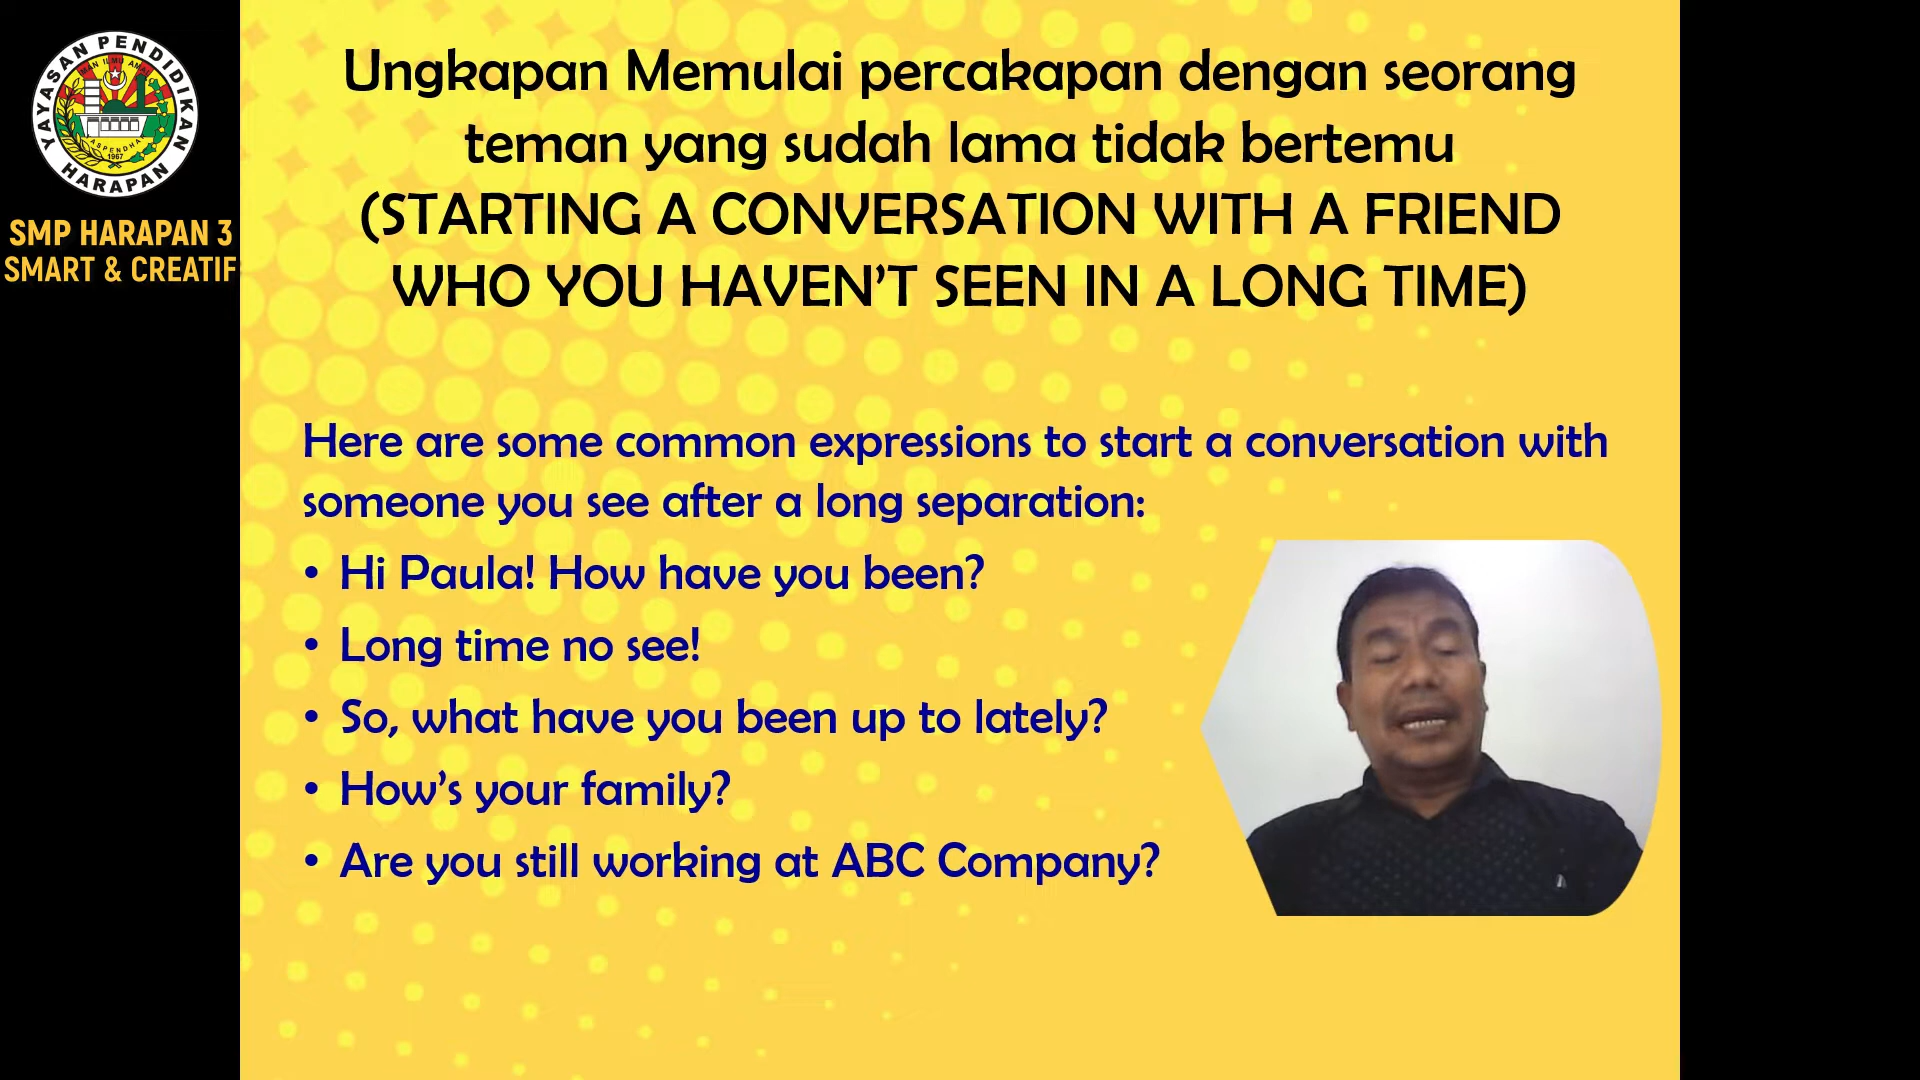 YAYASAN PENDIDIKAN
ASPENDHA
1967
HARAPAN
SMP HARAPAN 3
SMART & CREATIF
Ungkapan Memulai percakapan dengan seorang
teman yang sudah lama tidak bertemu
(STARTING A CONVERSATION WITH A FRIEND
WHO YOU HAVEN’T SEEN IN A LONG TIME)
Here are some common expressions to start a conversation with
someone you see after a long separation:
• Hi Paula! How have you been?
• Long time no see!
• So, what have you been up to lately?
• How’s your family?
• Are you still working at ABC Company?